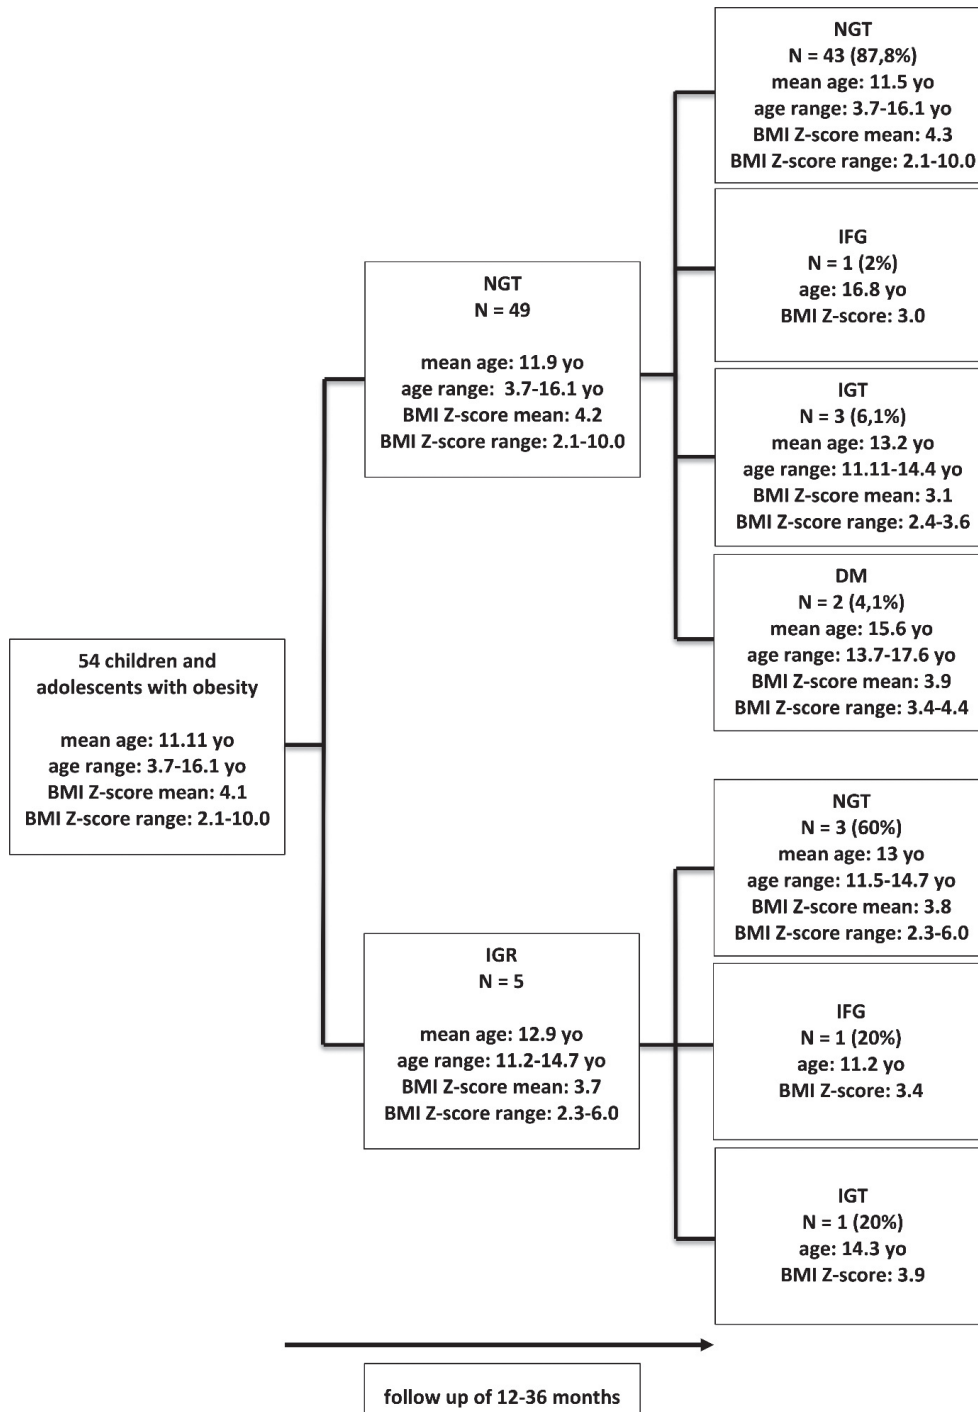 54 children and
adolescents with obesity
mean age: 11.11 yo
age range: 3.7-16.1 yo
BMI Z-score mean: 4.1
BMI Z-score range: 2.1-10.0
NGT
N = 49
mean age: 11.9 yo
age range: 3.7-16.1 yo
BMI Z-score mean: 4.2
BMI Z-score range: 2.1-10.0
NGT
N = 43 (87,8%)
mean age: 11.5 yo
age range: 3.7-16.1 yo
BMI Z-score mean: 4.3
BMI Z-score range: 2.1-10.0
IFG
N = 1 (2%)
age: 16.8 yo
BMI Z-score: 3.0
IGT
N = 3 (6,1%)
mean age: 13.2 yo
age range: 11.11-14.4 yo
BMI Z-score mean: 3.1
BMI Z-score range: 2.4-3.6
DM
N = 2 (4,1%)
mean age: 15.6 yo
age range: 13.7-17.6 yo
BMI Z-score mean: 3.9
BMI Z-score range: 3.4-4.4
IGR
N = 5
mean age: 12.9 yo
age range: 11.2-14.7 yo
BMI Z-score mean: 3.7
BMI Z-score range: 2.3-6.0
NGT
N = 3 (60%)
mean age: 13 yo
age range: 11.5-14.7 yo
BMI Z-score mean: 3.8
BMI Z-score range: 2.3-6.0
IFG
N = 1 (20%)
age: 11.2 yo
BMI Z-score: 3.4
IGT
N = 1 (20%)
age: 14.3 yo
BMI Z-score: 3.9
follow up of 12-36 months